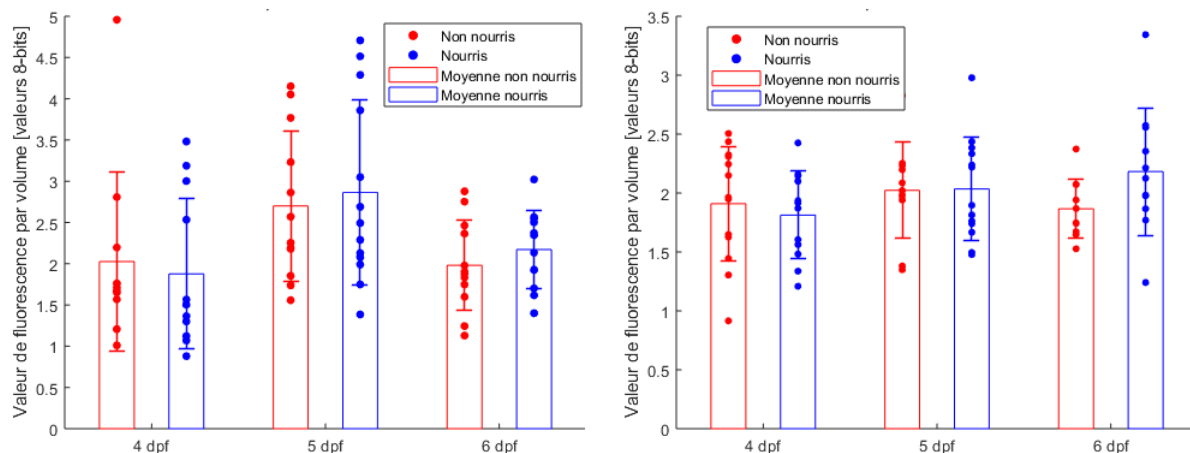 Valeur de fluorescence par volume [valeurs 8-bits]
5
4.5
4
3.5
3
2.5
2
1.5
1
0.5
0
Non nourris
Nourris
Moyenne non nourris
Moyenne nourris
4 dpf
5 dpf
6 dpf
Valeur de fluorescence par volume [valeurs 8-bits]
3.5
3
2.5
2
1.5
1
0.5
0
Non nourris
Nourris
Moyenne non nourris
Moyenne nourris
4 dpf
5 dpf
6 dpf